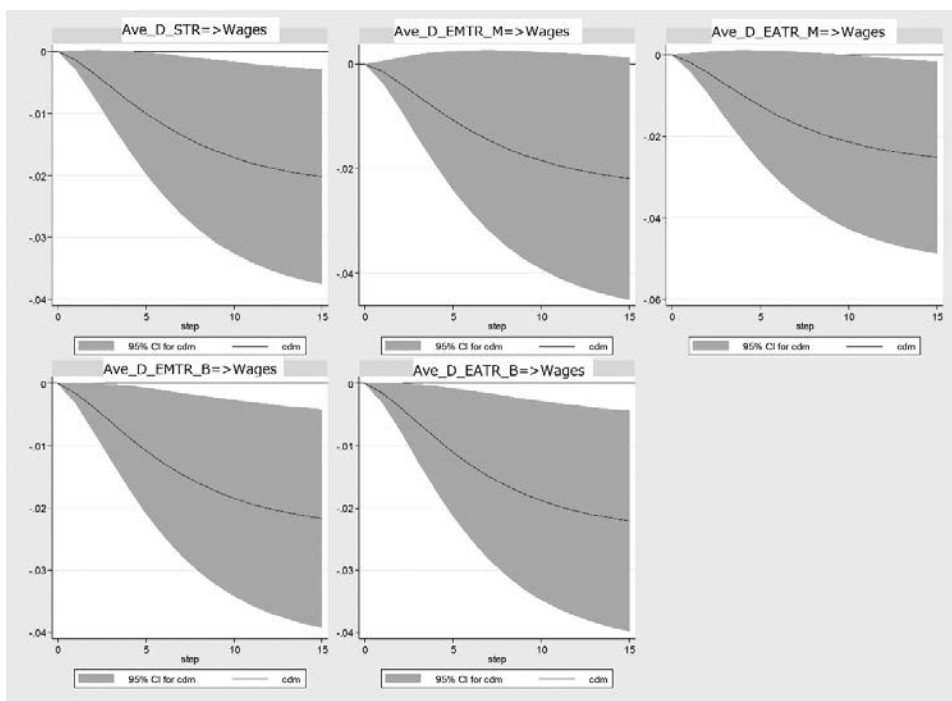 Ave_D_STR=>Wages
0
-.01
-.02
-.03
-.04
0 5 10 15
step
95% CI for cdm cdm
Ave_D_EMTR_M=>Wages
0
-.02
-.04
0 5 10 15
step
95% CI for cdm cdm
Ave_D_EATR_M=>Wages
0
-.02
-.04
-.06
0 5 10 15
step
95% CI for cdm cdm
Ave_D_EMTR_B=>Wages
0
-.01
-.02
-.03
-.04
0 5 10 15
step
95% CI for cdm cdm
Ave_D_EATR_B=>Wages
0
-.01
-.02
-.03
-.04
0 5 10 15
step
95% CI for cdm cdm